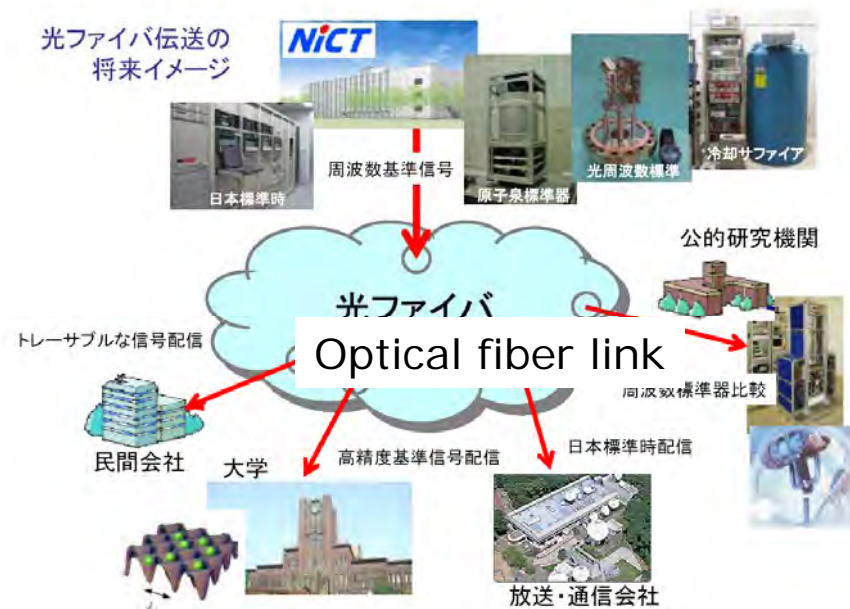 光ファイバ伝送の
将来イメージ
NiCT
日本標準時
周波数基準信号
原子泉標準器
光周波数標準
冷却サファイア
公的研究機関
光ファイバ
Optical fiber link
トレーサブルな信号配信
周波数標準器比較
民間会社
大学
高精度基準信号配信
日本標準時配信
放送・通信会社